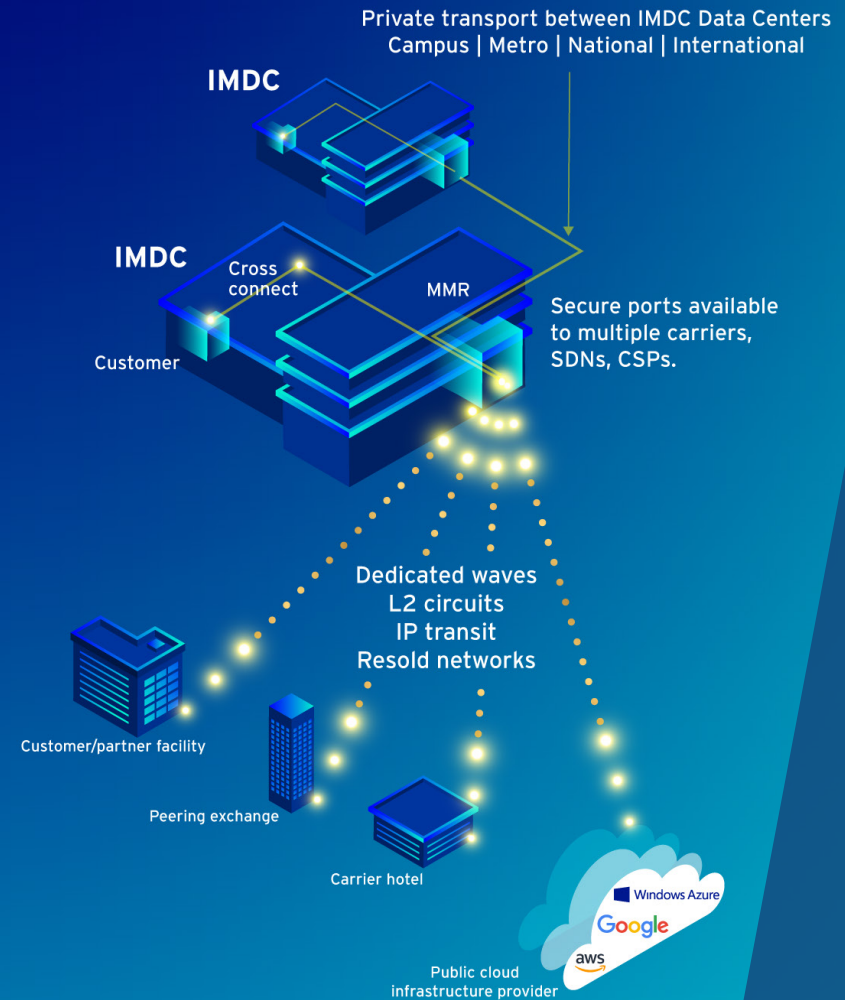 Private transport between IMDC Data Centers
Campus | Metro | National | International
IMDC
IMDC
Cross
connect
MMR
Customer
Secure ports available
to multiple carriers,
SDNs, CSPs.
Dedicated waves
L2 circuits
IP transit
Resold networks
Customer/partner facility
Peering exchange
Carrier hotel
Windows Azure
Google
aws
Public cloud
infrastructure provider